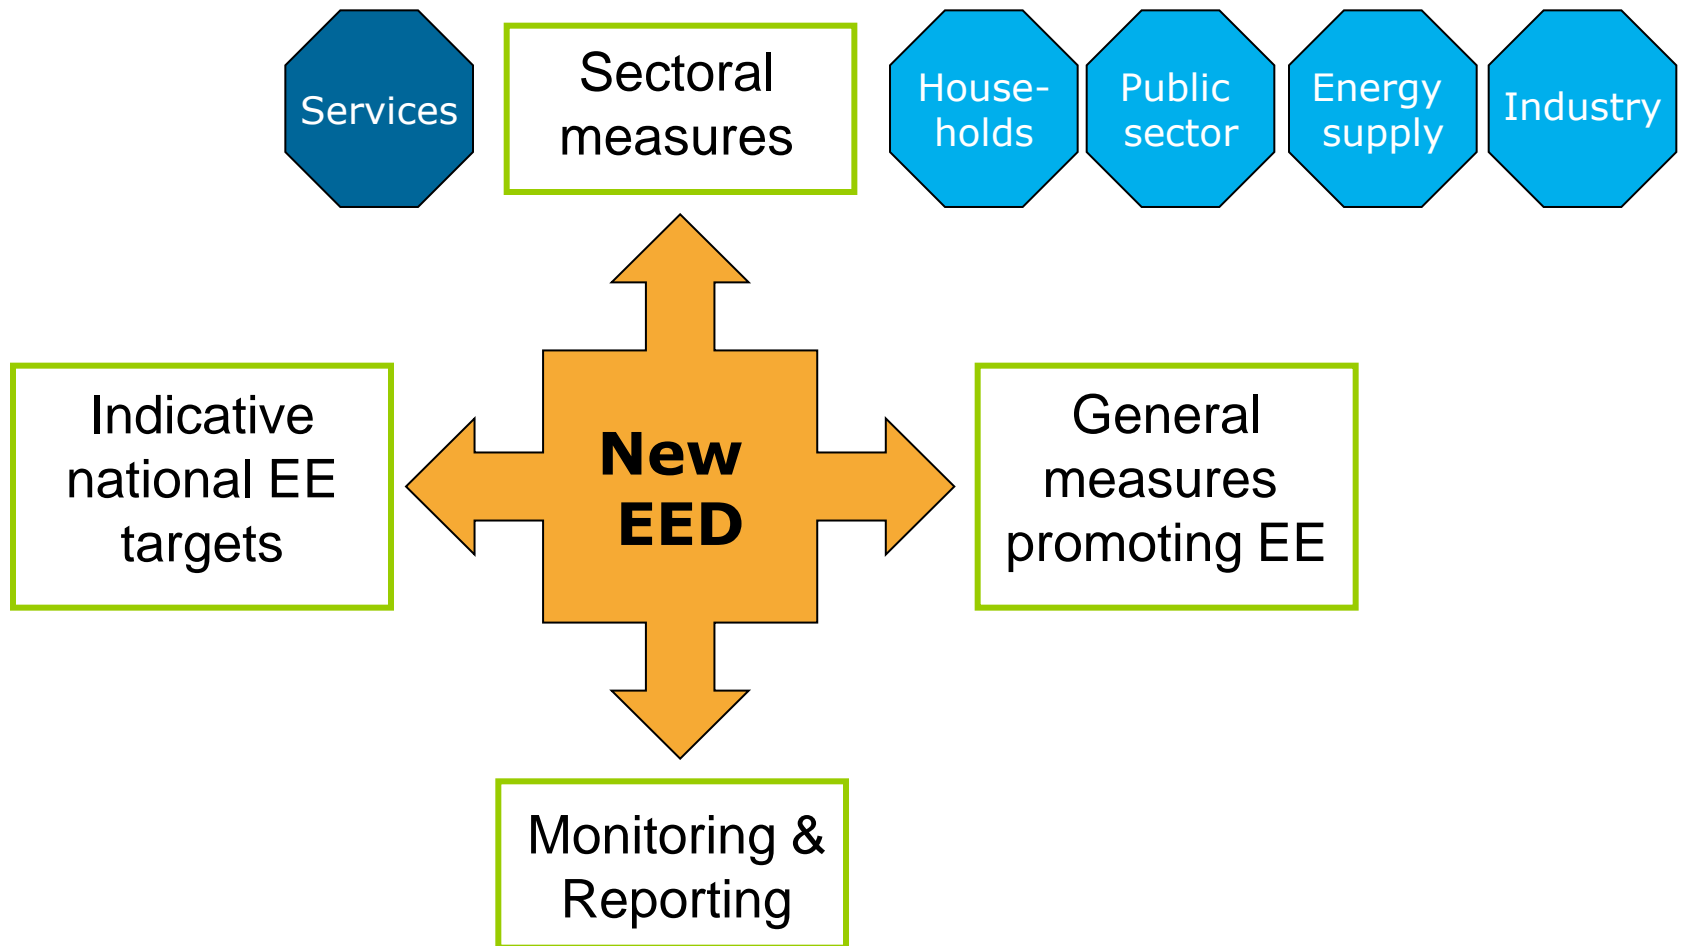 Services
Sectoral
measures
House-
holds
Public
sector
Energy
supply
Industry
Indicative
national EE
targets
New
EED
General
measures
promoting EE
Monitoring &
Reporting